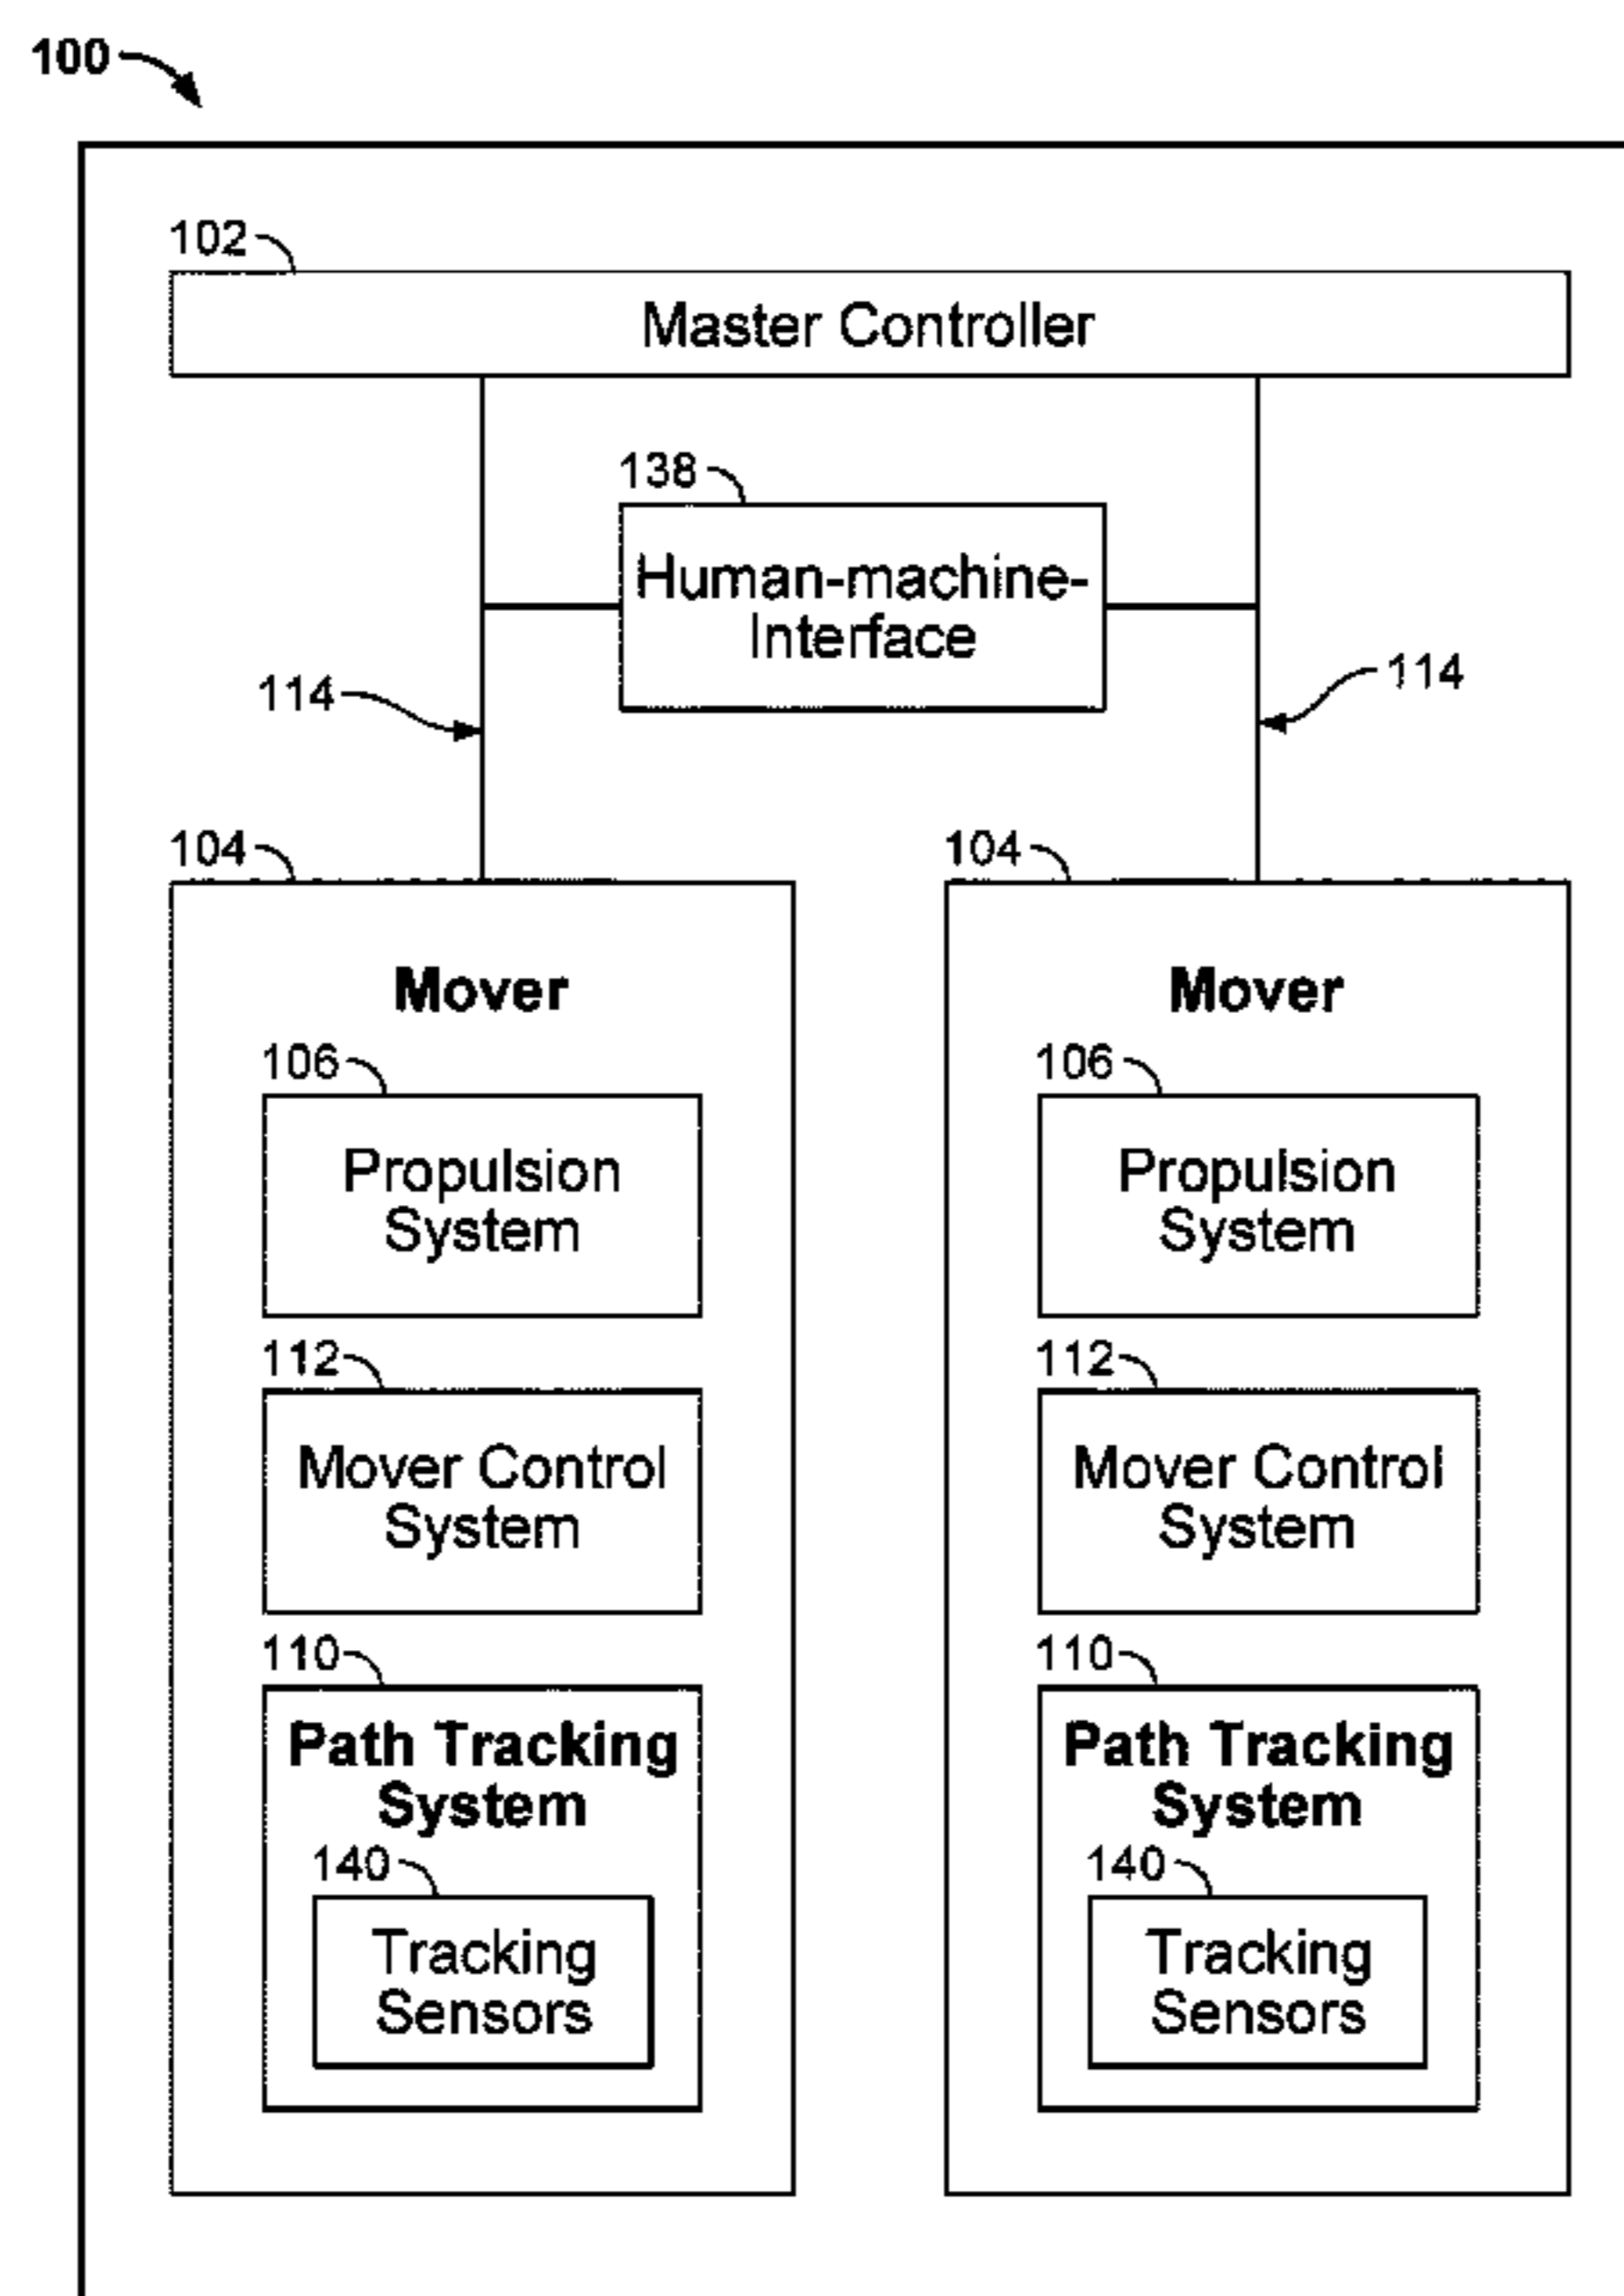 100
102
Master Controller
138
Human-machine-
Interface
114
114
104
104
Mover
Mover
106
106
Propulsion
System
Propulsion
System
112
112
Mover Control
System
Mover Control
System
110
110
Path Tracking
System
Path Tracking
System
140
140
Tracking
Sensors
Tracking
Sensors